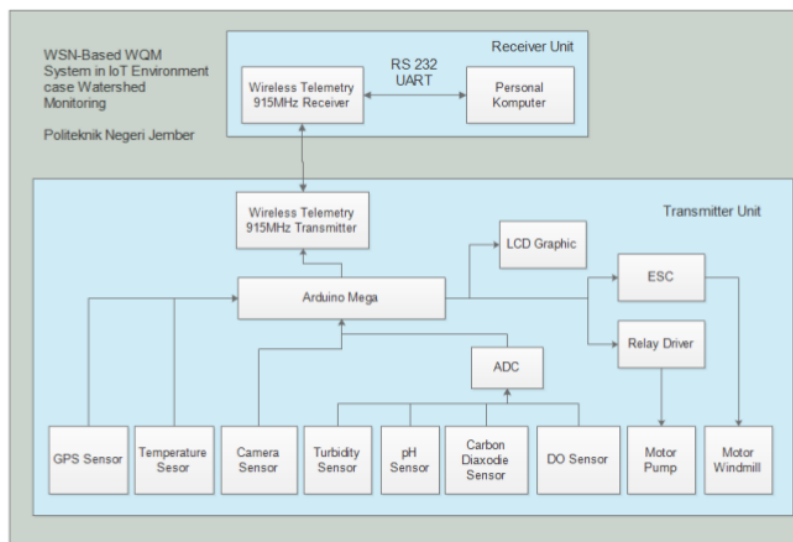 WSN-Based WQM
System in IoT Environment
case Watershed
Monitoring
Politeknik Negeri Jember
Receiver Unit
Wireless Telemetry
915MHz Receiver
RS 232
UART
Personal
Komputer
Transmitter Unit
Wireless Telemetry
915MHz Transmitter
LCD Graphic
Arduino Mega
ESC
Relay Driver
ADC
GPS Sensor
Temperature
Sesor
Camera
Sensor
Turbidity
Sensor
pH
Sensor
Carbon
Diaxodie
Sensor
DO Sensor
Motor
Pump
Motor
Windmill